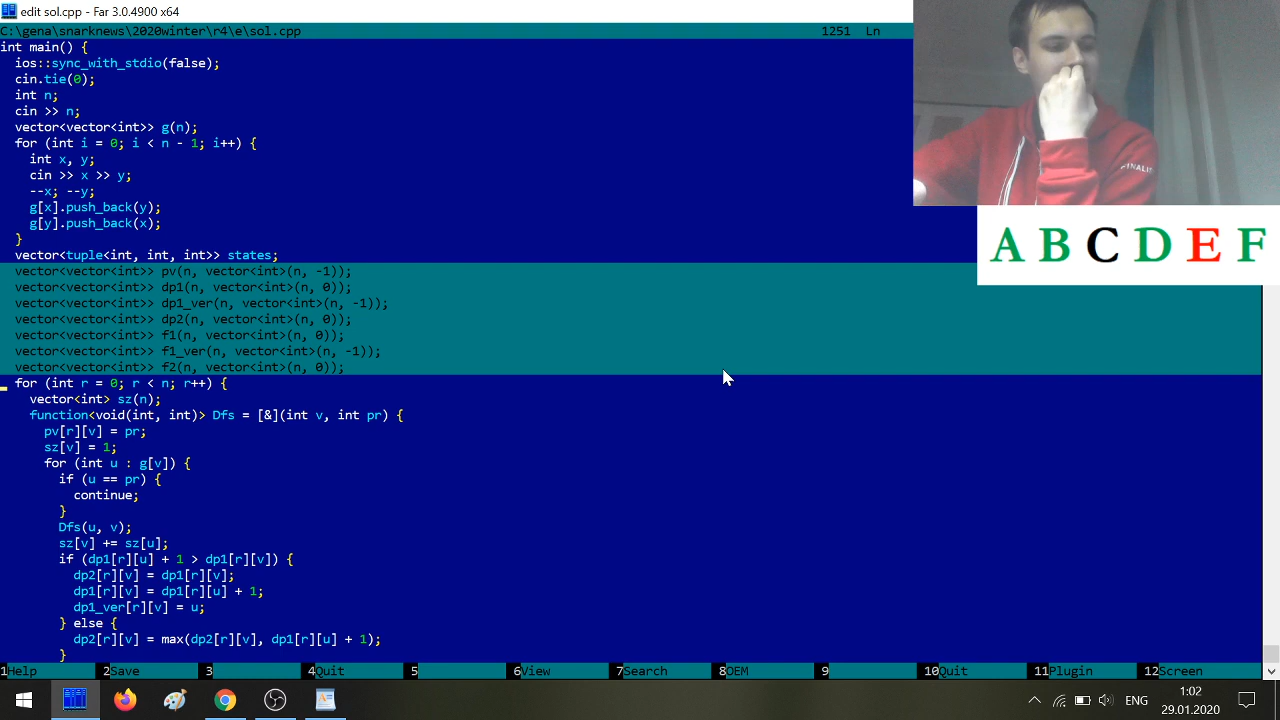 edit sol.cpp - Far 3.0.4900 x64
C:\gena\snarknews\2020winter\r4\e\sol.cpp 1251 Ln
int main() {
ios::sync_with_stdio(false);
cin.tie(0);
int n;
cin >> n;
vector<vector<int>> g(n);
for (int i = 0; i < n - 1; i++) {
int x, y;
cin >> x >> y;
--x; --y;
g[x].push_back(y);
g[y].push_back(x);
}
vector<tuple<int, int, int>> states;
vector<vector<int>> pv(n, vector<int>(n, -1));
vector<vector<int>> dp1(n, vector<int>(n, 0));
vector<vector<int>> dp1_ver(n, vector<int>(n, -1));
vector<vector<int>> dp2(n, vector<int>(n, 0));
vector<vector<int>> f1(n, vector<int>(n, 0));
vector<vector<int>> f1_ver(n, vector<int>(n, -1));
vector<vector<int>> f2(n, vector<int>(n, 0));
for (int r = 0; r < n; r++) {
vector<int> sz(n);
function<void(int, int)> Dfs = [&](int v, int pr) {
pv[r][v] = pr;
sz[v] = 1;
for (int u : g[v]) {
if (u == pr) {
continue;
}
Dfs(u, v);
sz[v] += sz[u];
if (dp1[r][u] + 1 > dp1[r][v]) {
dp2[r][v] = dp1[r][v];
dp1[r][v] = dp1[r][u] + 1;
dp1_ver[r][v] = u;
} else {
dp2[r][v] = max(dp2[r][v], dp1[r][u] + 1);
}
1Help 2Save 3 4Quit 5 6View 7Search 8OEM 9 10Quit 11Plugin 12Screen
FINALIS
A B C D E F
ENG
1:02
29.01.2020